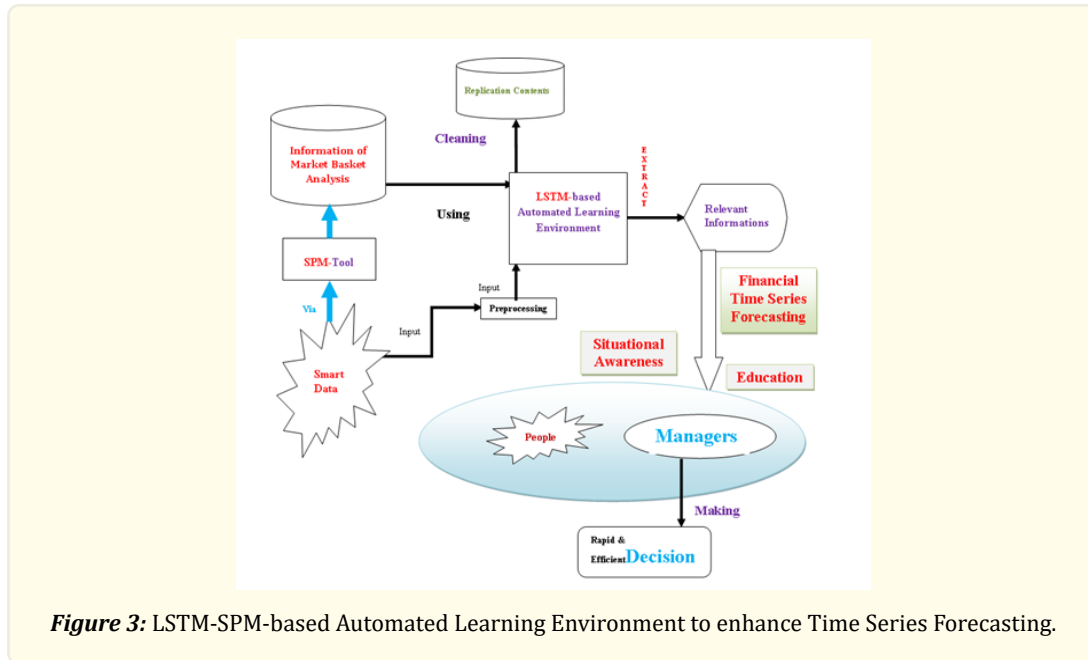 Replication Contents
Cleaning
Information of
Market Basket
Analysis
EXTRACT
LSTM-based
Automated Learning
Environment
Using
Relevant
Informations
SPM-Tool
Input
Preprocessing
Via
Input
Financial
Time Series
Forecasting
Situational
Awareness
Education
Smart
Data
People
Managers
Making
Rapid &
EfficientDecision
Figure 3: LSTM-SPM-based Automated Learning Environment to enhance Time Series Forecasting.